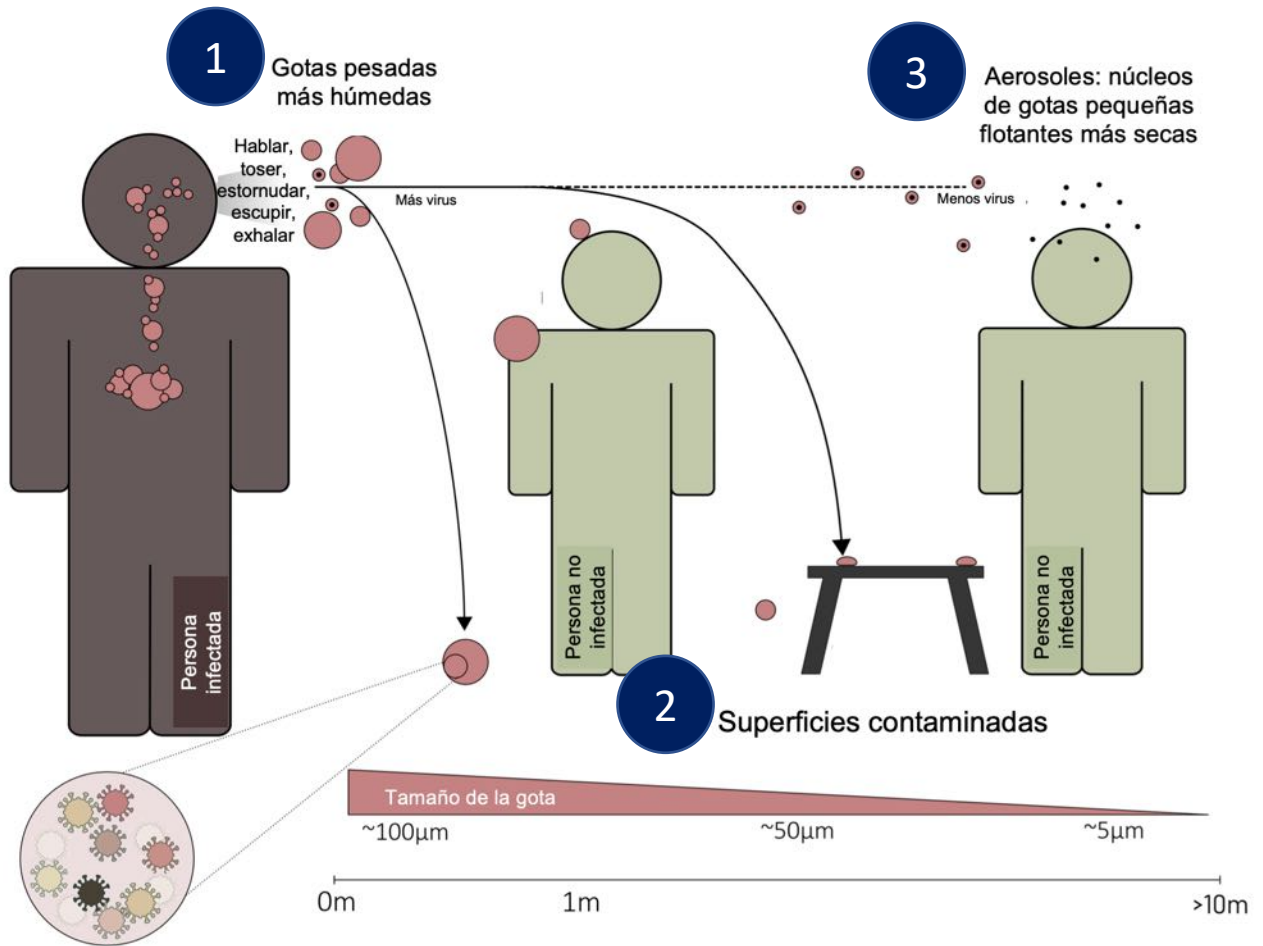 1
Gotas pesadas
más húmedas
3
Aerosoles: núcleos
de gotas pequeñas
flotantes más secas
Hablar,
toser,
estornudar,
escupir,
exhalar
Más virus
Menos virus
Persona
infectada
Persona no
infectada
Persona no
infectada
2
Superficies contaminadas
Tamaño de la gota
~100µm
~50µm
~5µm
0m
1m
>10m